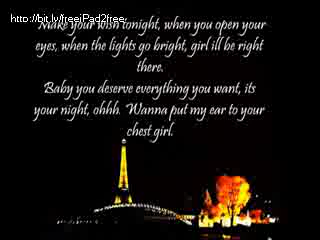 http://bit.ly/freeiPad2free
Make your wish tonight, when you open your
eyes, when the lights go bright, girl ill be right
there.
Baby you deserve everything you want, its
your night, ohhh. Wanna put my ear to your
chest girl.